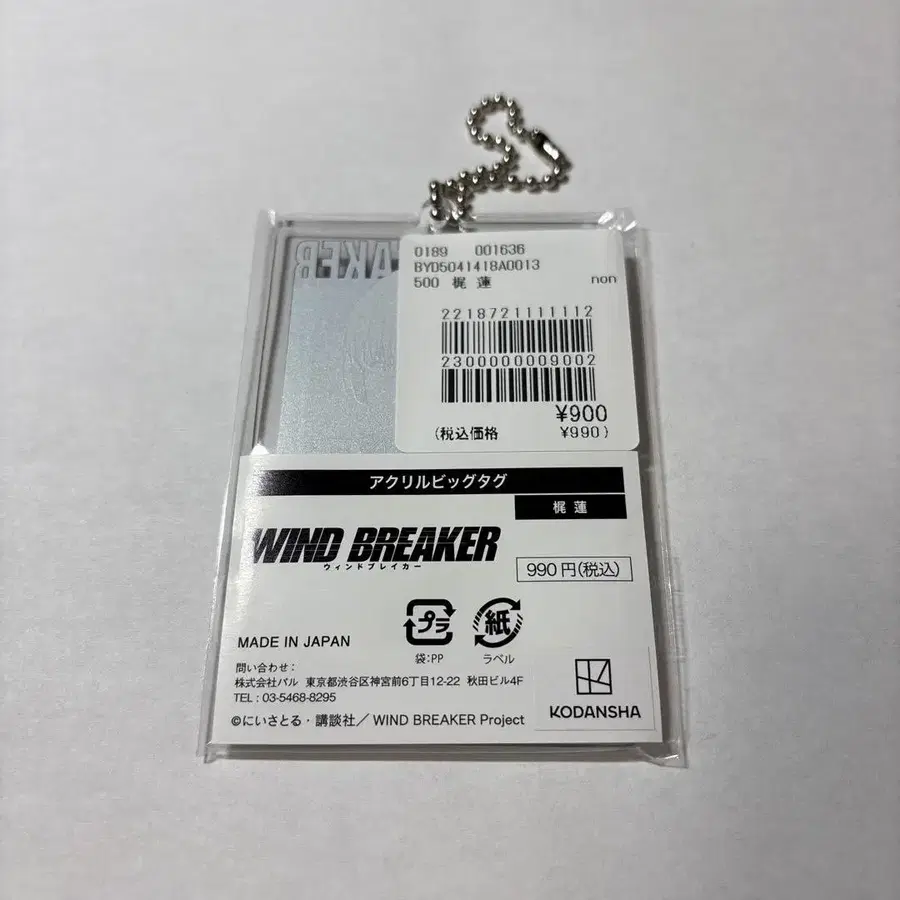 BREAKER
0189 001636
BYD5041418A0013
500 梶 蓮 non
2218721111112
2300000009002
¥900
(税込価格 ¥990)
アクリルビッグタグ
梶 蓮
WIND BREAKER
ウィンドブレイカー
990円(税込)
プラ
紙
袋:PP
ラベル
MADE IN JAPAN
問い合わせ:
株式会社パル 東京都渋谷区神宮前6丁目12-22 秋田ビル4F
TEL : 03-5468-8295
©にいさとる・講談社/ WIND BREAKER Project
KODANSHA